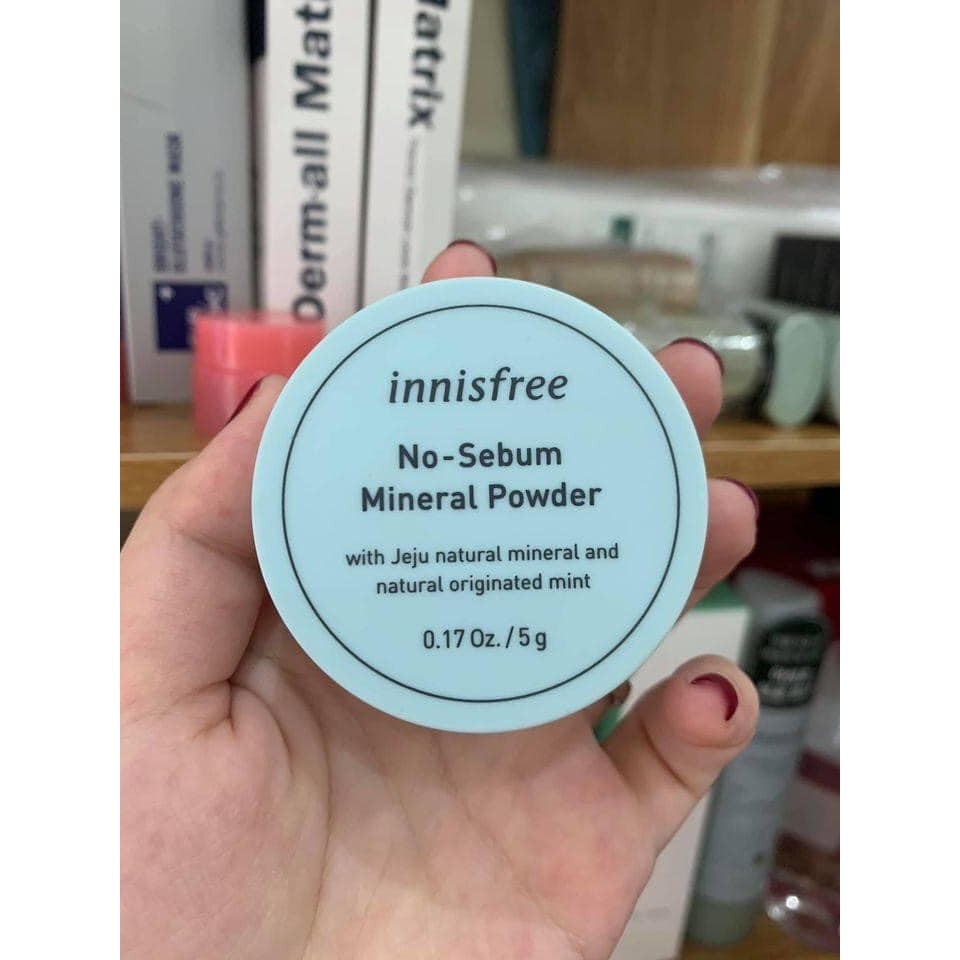 Derm-all Mat
latrix
innisfree
No-Sebum
Mineral Powder
with Jeju natural mineral and
natural originated mint
0.17 Oz. / 5 g